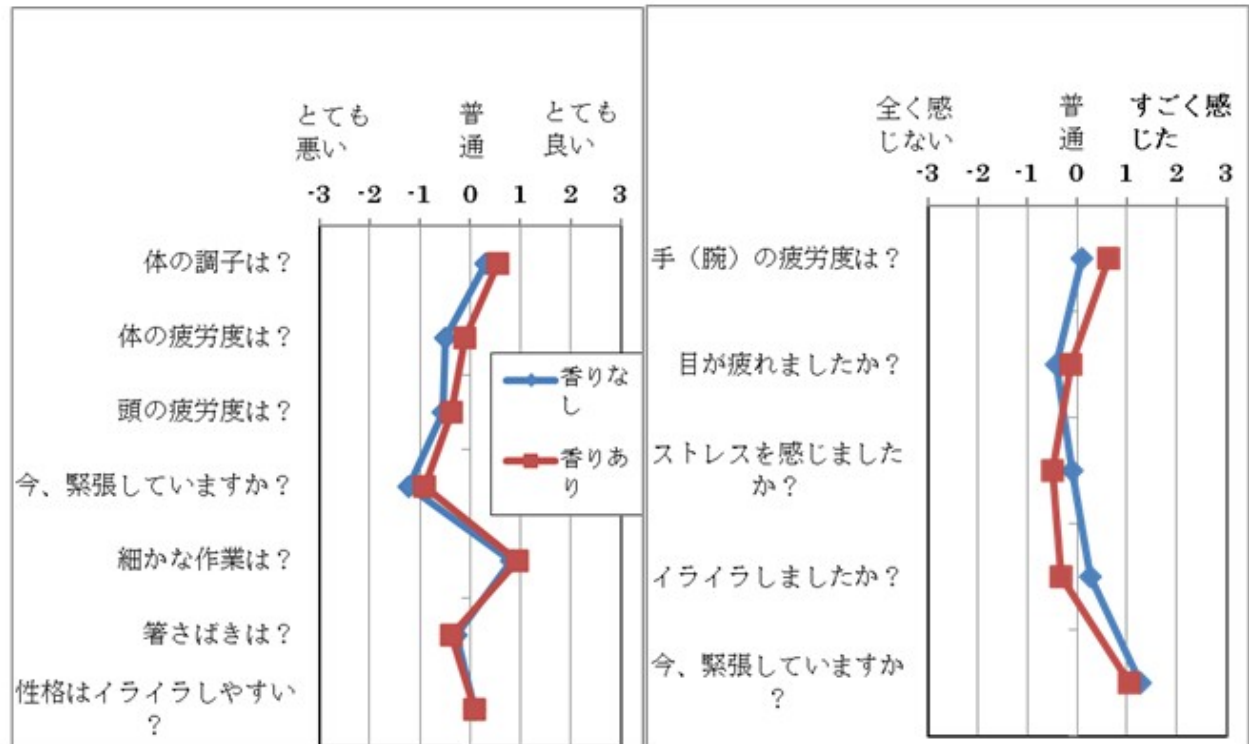 とても
悪い
普
通
とても
良い
-3 -2 -1 0 1 2 3
体の調子は？
体の疲労度は？
頭の疲労度は？
今、緊張していますか？
細かな作業は？
箸さばきは？
性格はイライラしやすい
？
香りな
し
香りあ
り
全く感
じない
普
通
すごく感
じた
-3 -2 -1 0 1 2 3
手（腕）の疲労度は？
目が疲れましたか？
ストレスを感じました
か？
イライラしましたか？
今、緊張していますか
？